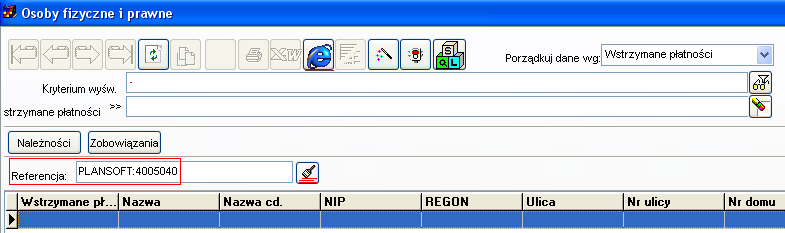 Osoby fizyczne i prawne
X W S Q L
Porządkuj dane wg: Wstrzymane płatności
Kryterium wyśw.
strzymane płatności >>
Należności Zobowiązania
Referencja: PLANSOFT:4005040
Wstrzymane pł... Nazwa Nazwa cd. NIP REGON Ulica Nr ulicy Nr domu